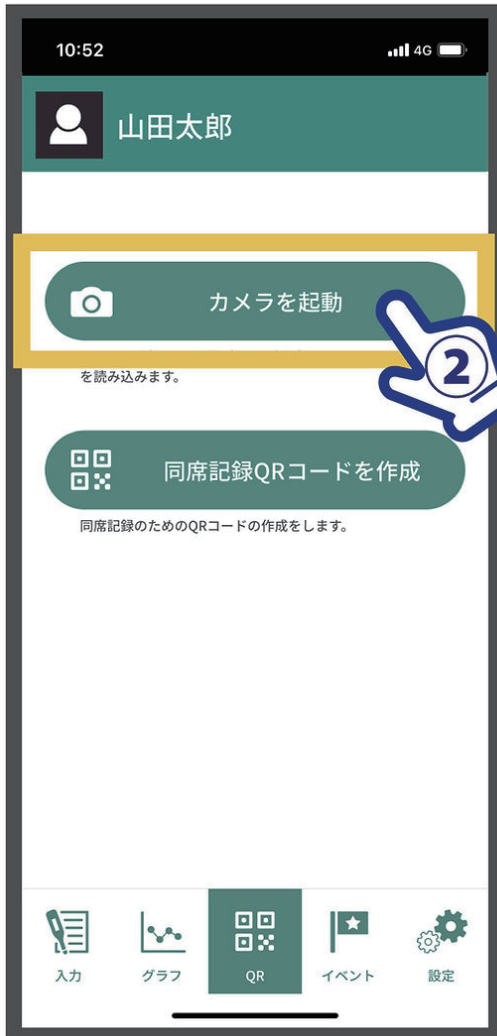 10:52
4G
山田太郎
カメラを起動
2
を読み込みます。
同席記録QRコードを作成
同席記録のためのQRコードの作成をします。
入力
グラフ
QR
イベント
設定